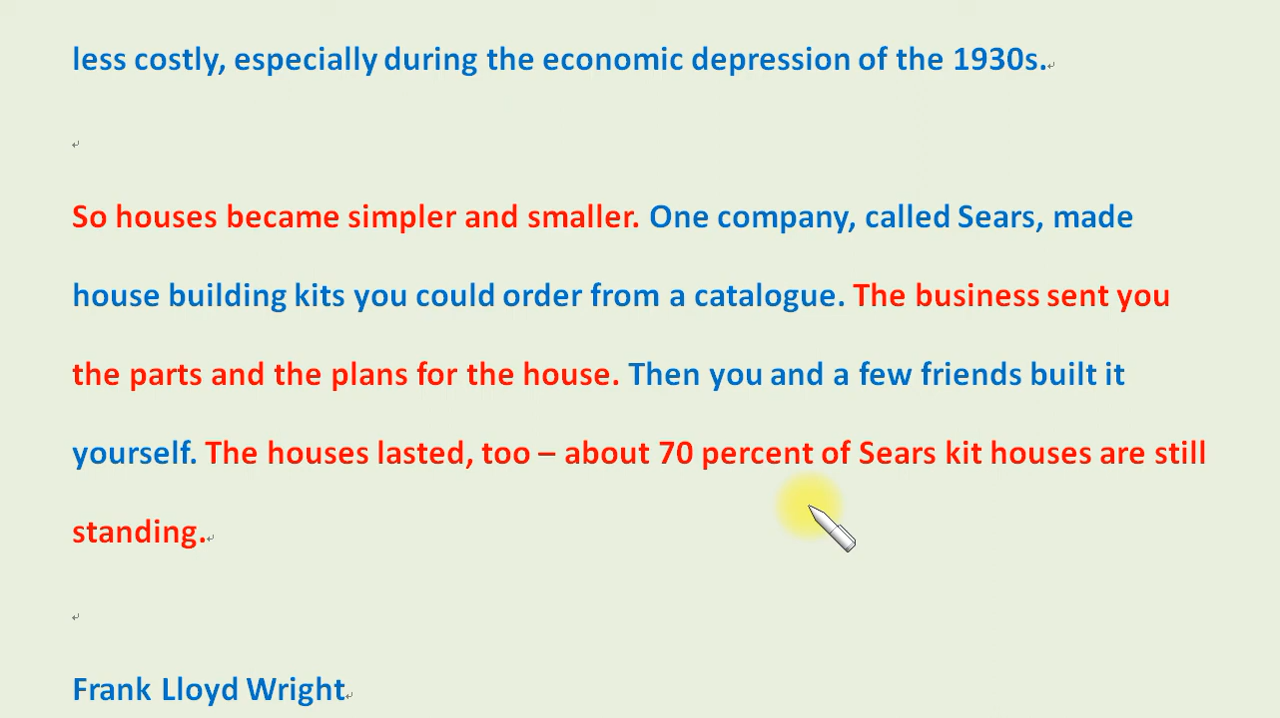 less costly, especially during the economic depression of the 1930s.
So houses became simpler and smaller. One company, called Sears, made
house building kits you could order from a catalogue. The business sent you
the parts and the plans for the house. Then you and a few friends built it
yourself. The houses lasted, too – about 70 percent of Sears kit houses are still
standing.
Frank Lloyd Wright